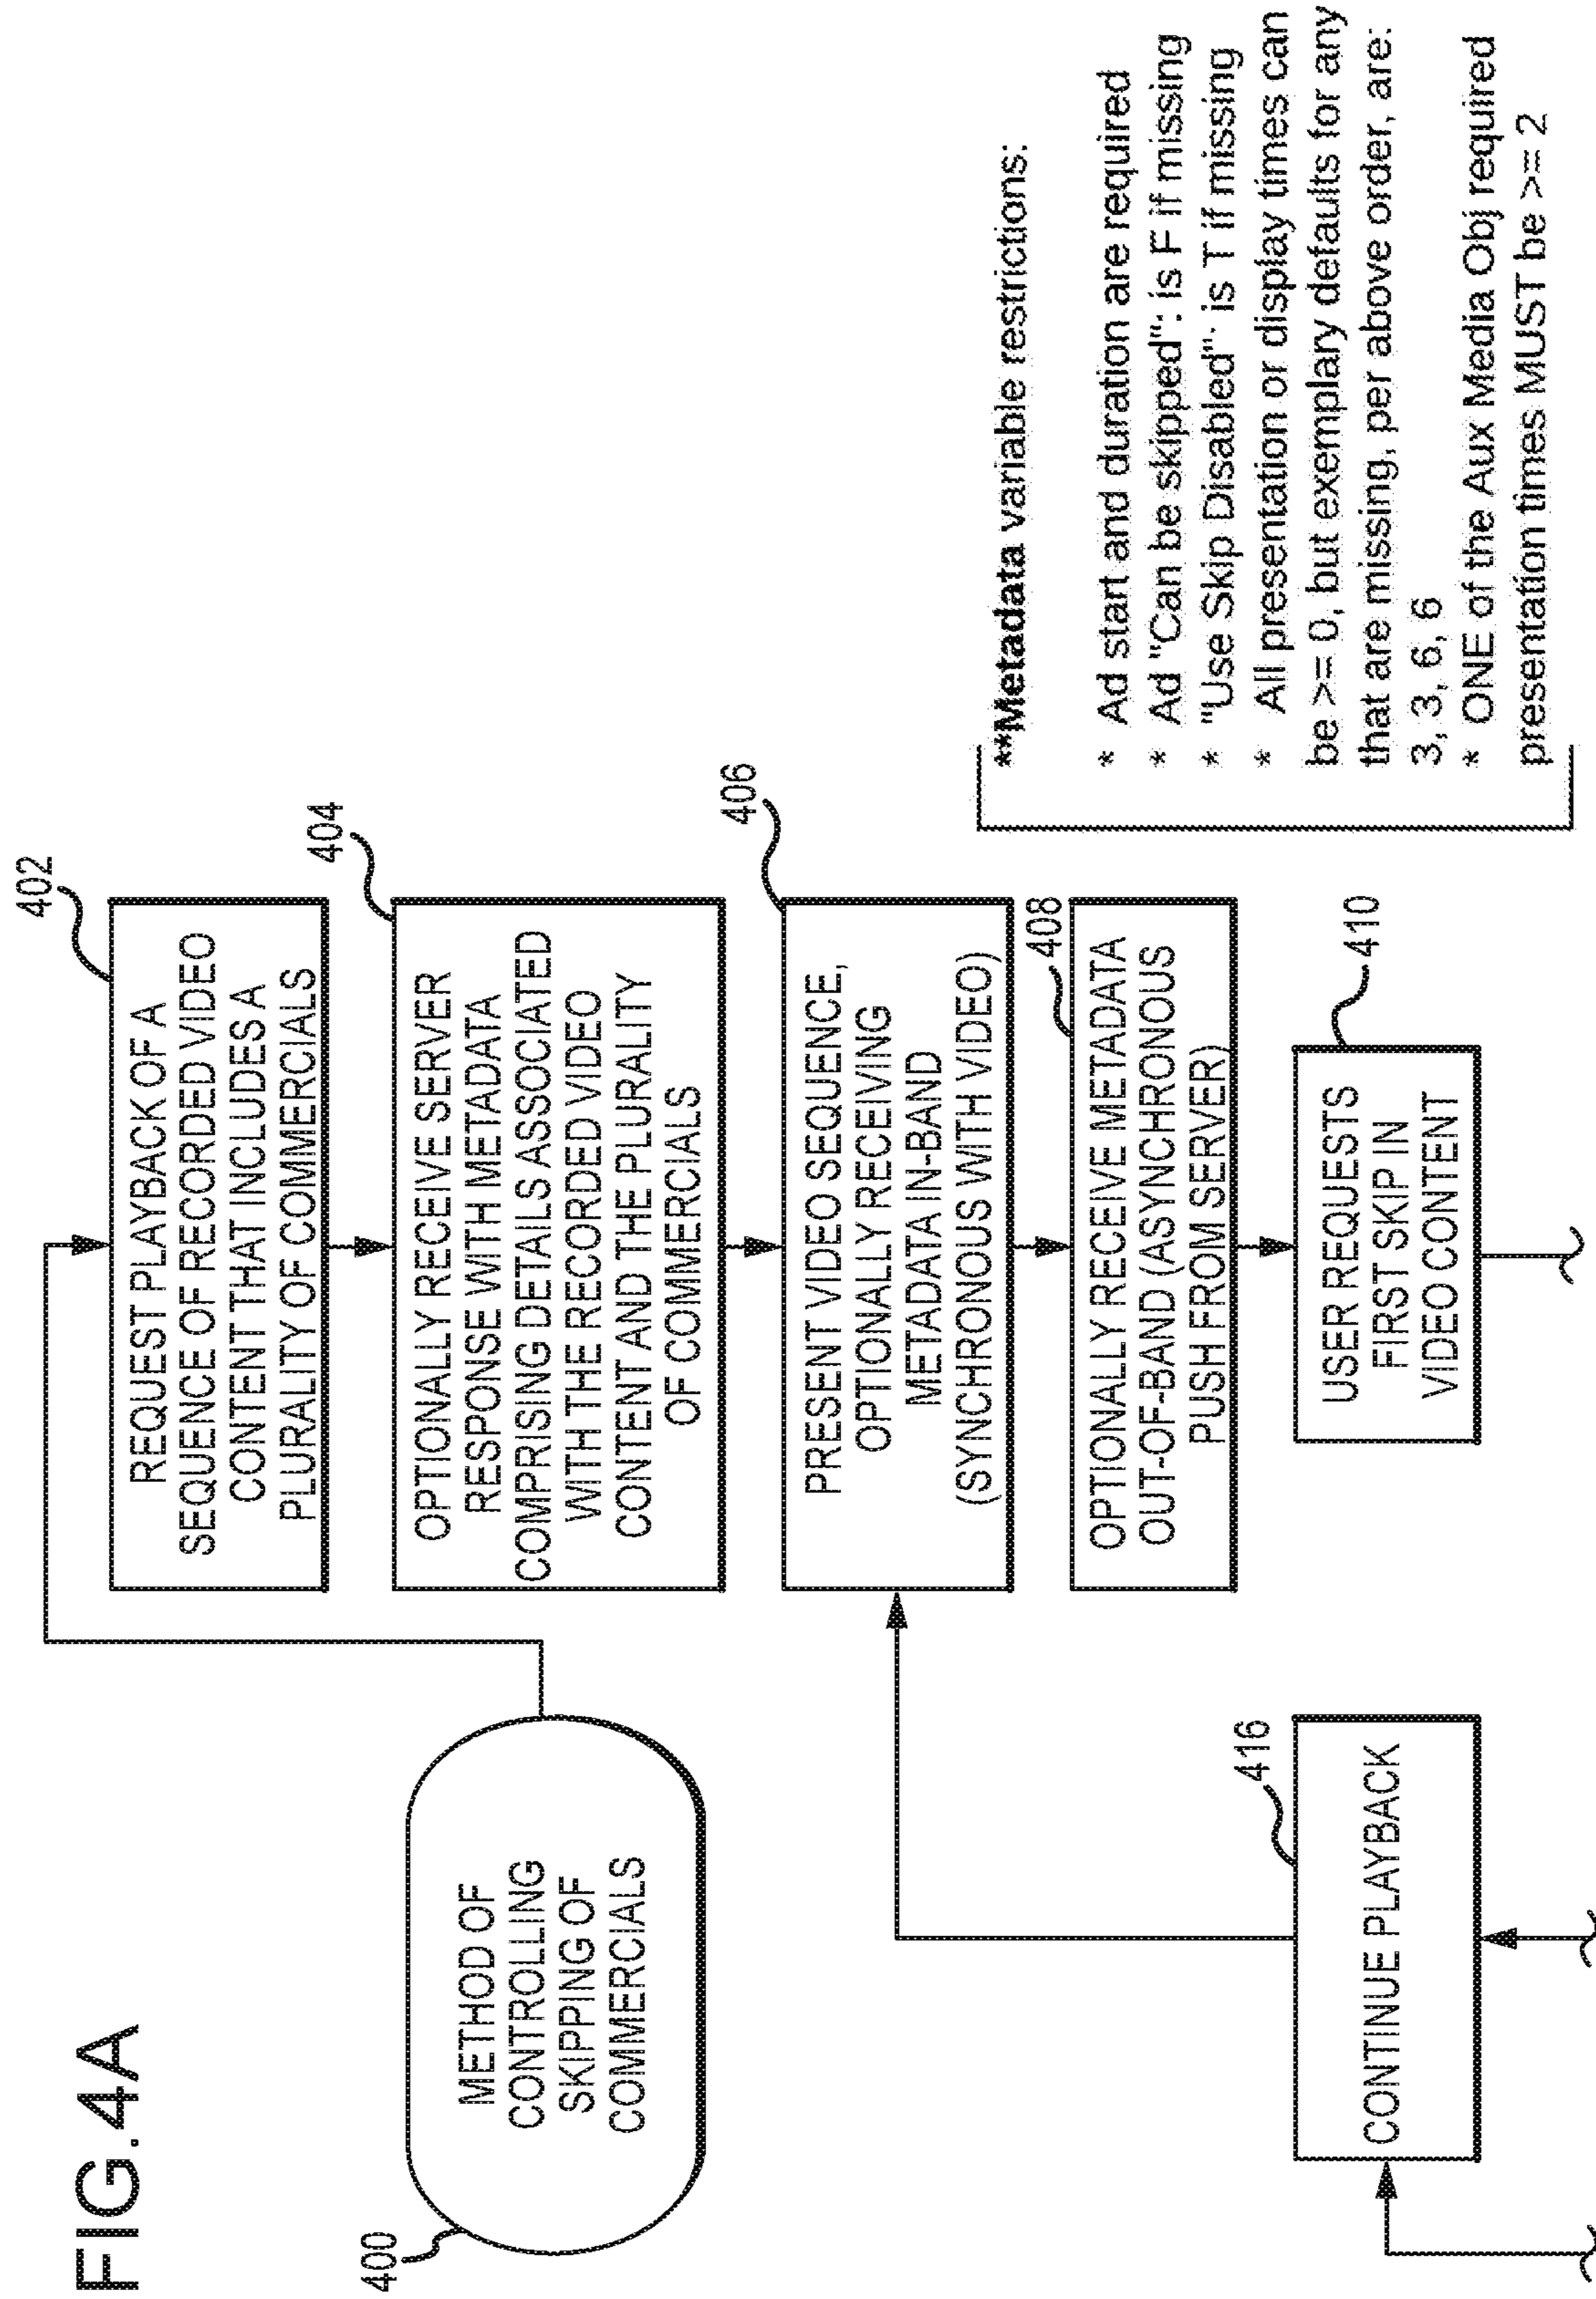 FIG.4A
400
METHOD OF
CONTROLLING
SKIPPING OF
COMMERCIALS
402
REQUEST PLAYBACK OF A
SEQUENCE OF RECORDED VIDEO
CONTENT THAT INCLUDES A
PLURALITY OF COMMERCIALS
404
OPTIONALLY RECEIVE SERVER
RESPONSE WITH METADATA
COMPRISING DETAILS ASSOCIATED
WITH THE RECORDED VIDEO
CONTENT AND THE PLURALITY
OF COMMERCIALS
406
PRESENT VIDEO SEQUENCE,
OPTIONALLY RECEIVING
METADATA IN-BAND
(SYNCHRONOUS WITH VIDEO)
408
OPTIONALLY RECEIVE METADATA
OUT-OF-BAND (ASYNCHRONOUS
PUSH FROM SERVER)
410
USER REQUESTS
FIRST SKIP IN
VIDEO CONTENT
416
CONTINUE PLAYBACK
**Metadata variable restrictions:
* Ad start and duration are required
* Ad "Can be skipped": is F if missing
* "Use Skip Disabled": is T if missing
* All presentation or display times can
be >= 0, but exemplary defaults for any
that are missing, per above order, are:
3, 3, 6, 6
* ONE of the Aux Media Obj required
presentation times MUST be >= 2